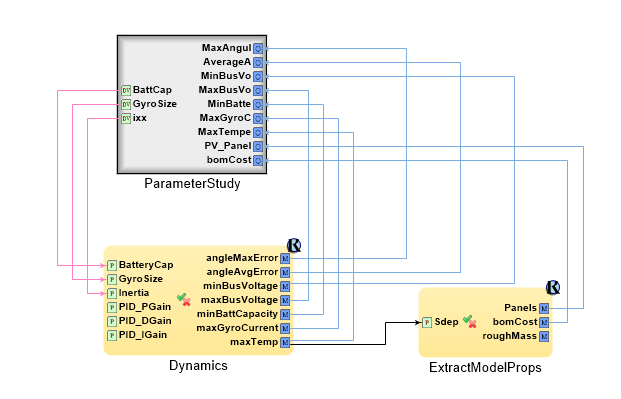 MaxAngul
AverageA
MinBusVo
BattCap
MaxBusVo
GyroSize
MinBatte
ixx
MaxGyroC
MaxTempe
PV_Panel
bomCost
ParameterStudy
angleMaxError
BatteryCap
angleAvgError
GyroSize
minBusVoltage
Inertia
maxBusVoltage
PID_PGain
minBattCapacity
PID_DGain
maxGyroCurrent
PID_IGain
maxTemp
Dynamics
Panels
Sdep
bomCost
roughMass
ExtractModelProps